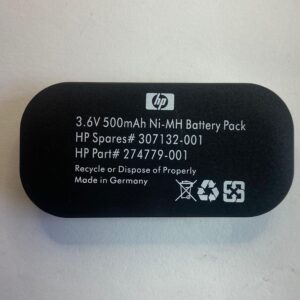 hp
3.6V 500mAh Ni-MH Battery Pack
HP Spares# 307132-001
HP Part# 274779-001
Recycle or Dispose of Properly
Made in Germany